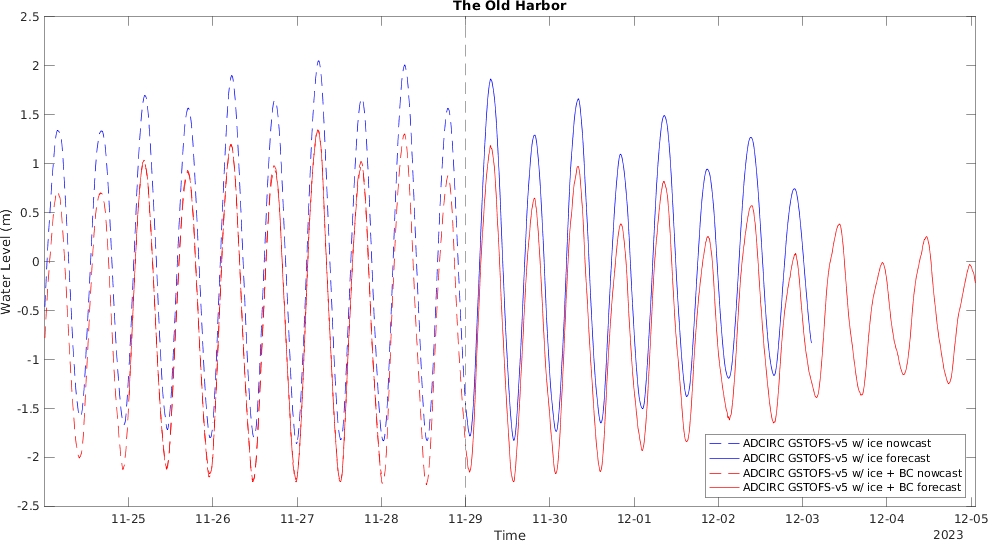 The Old Harbor
2.5
2
1.5
1
0.5
0
-0.5
-1
-1.5
-2
-2.5
Water Level (m)
ADCIRC GSTOFS-v5 w/ ice nowcast
ADCIRC GSTOFS-v5 w/ ice forecast
ADCIRC GSTOFS-v5 w/ ice + BC nowcast
ADCIRC GSTOFS-v5 w/ ice + BC forecast
11-25 11-26 11-27 11-28 11-29 11-30 12-01 12-02 12-03 12-04 12-05
Time
2023